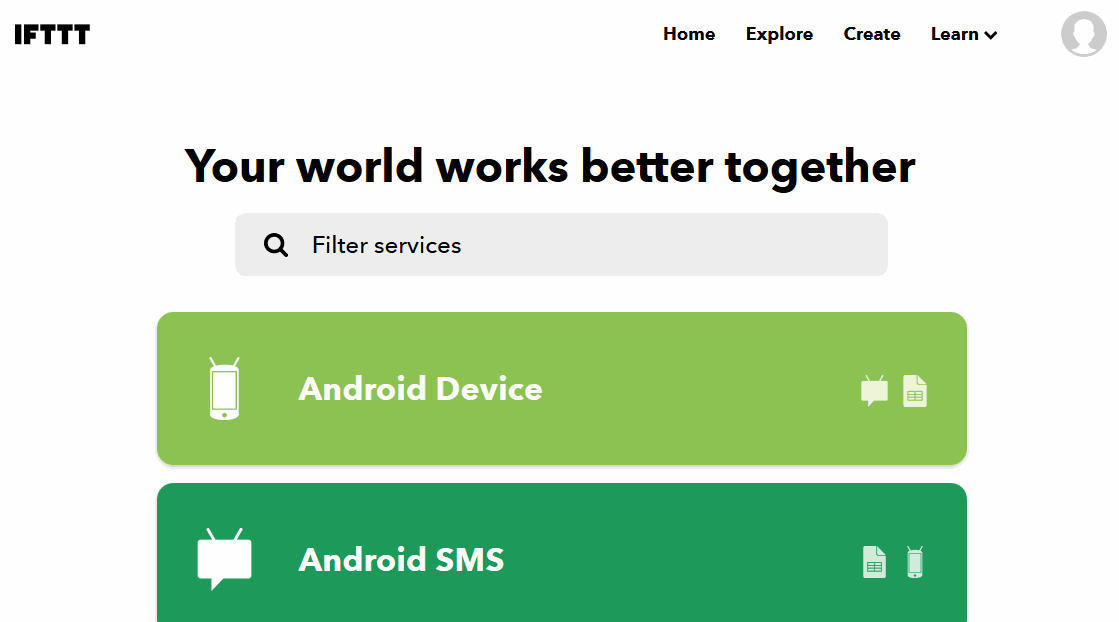 IFTTT
Home Explore Create Learn
Your world works better together
Filter services
Android Device
Android SMS